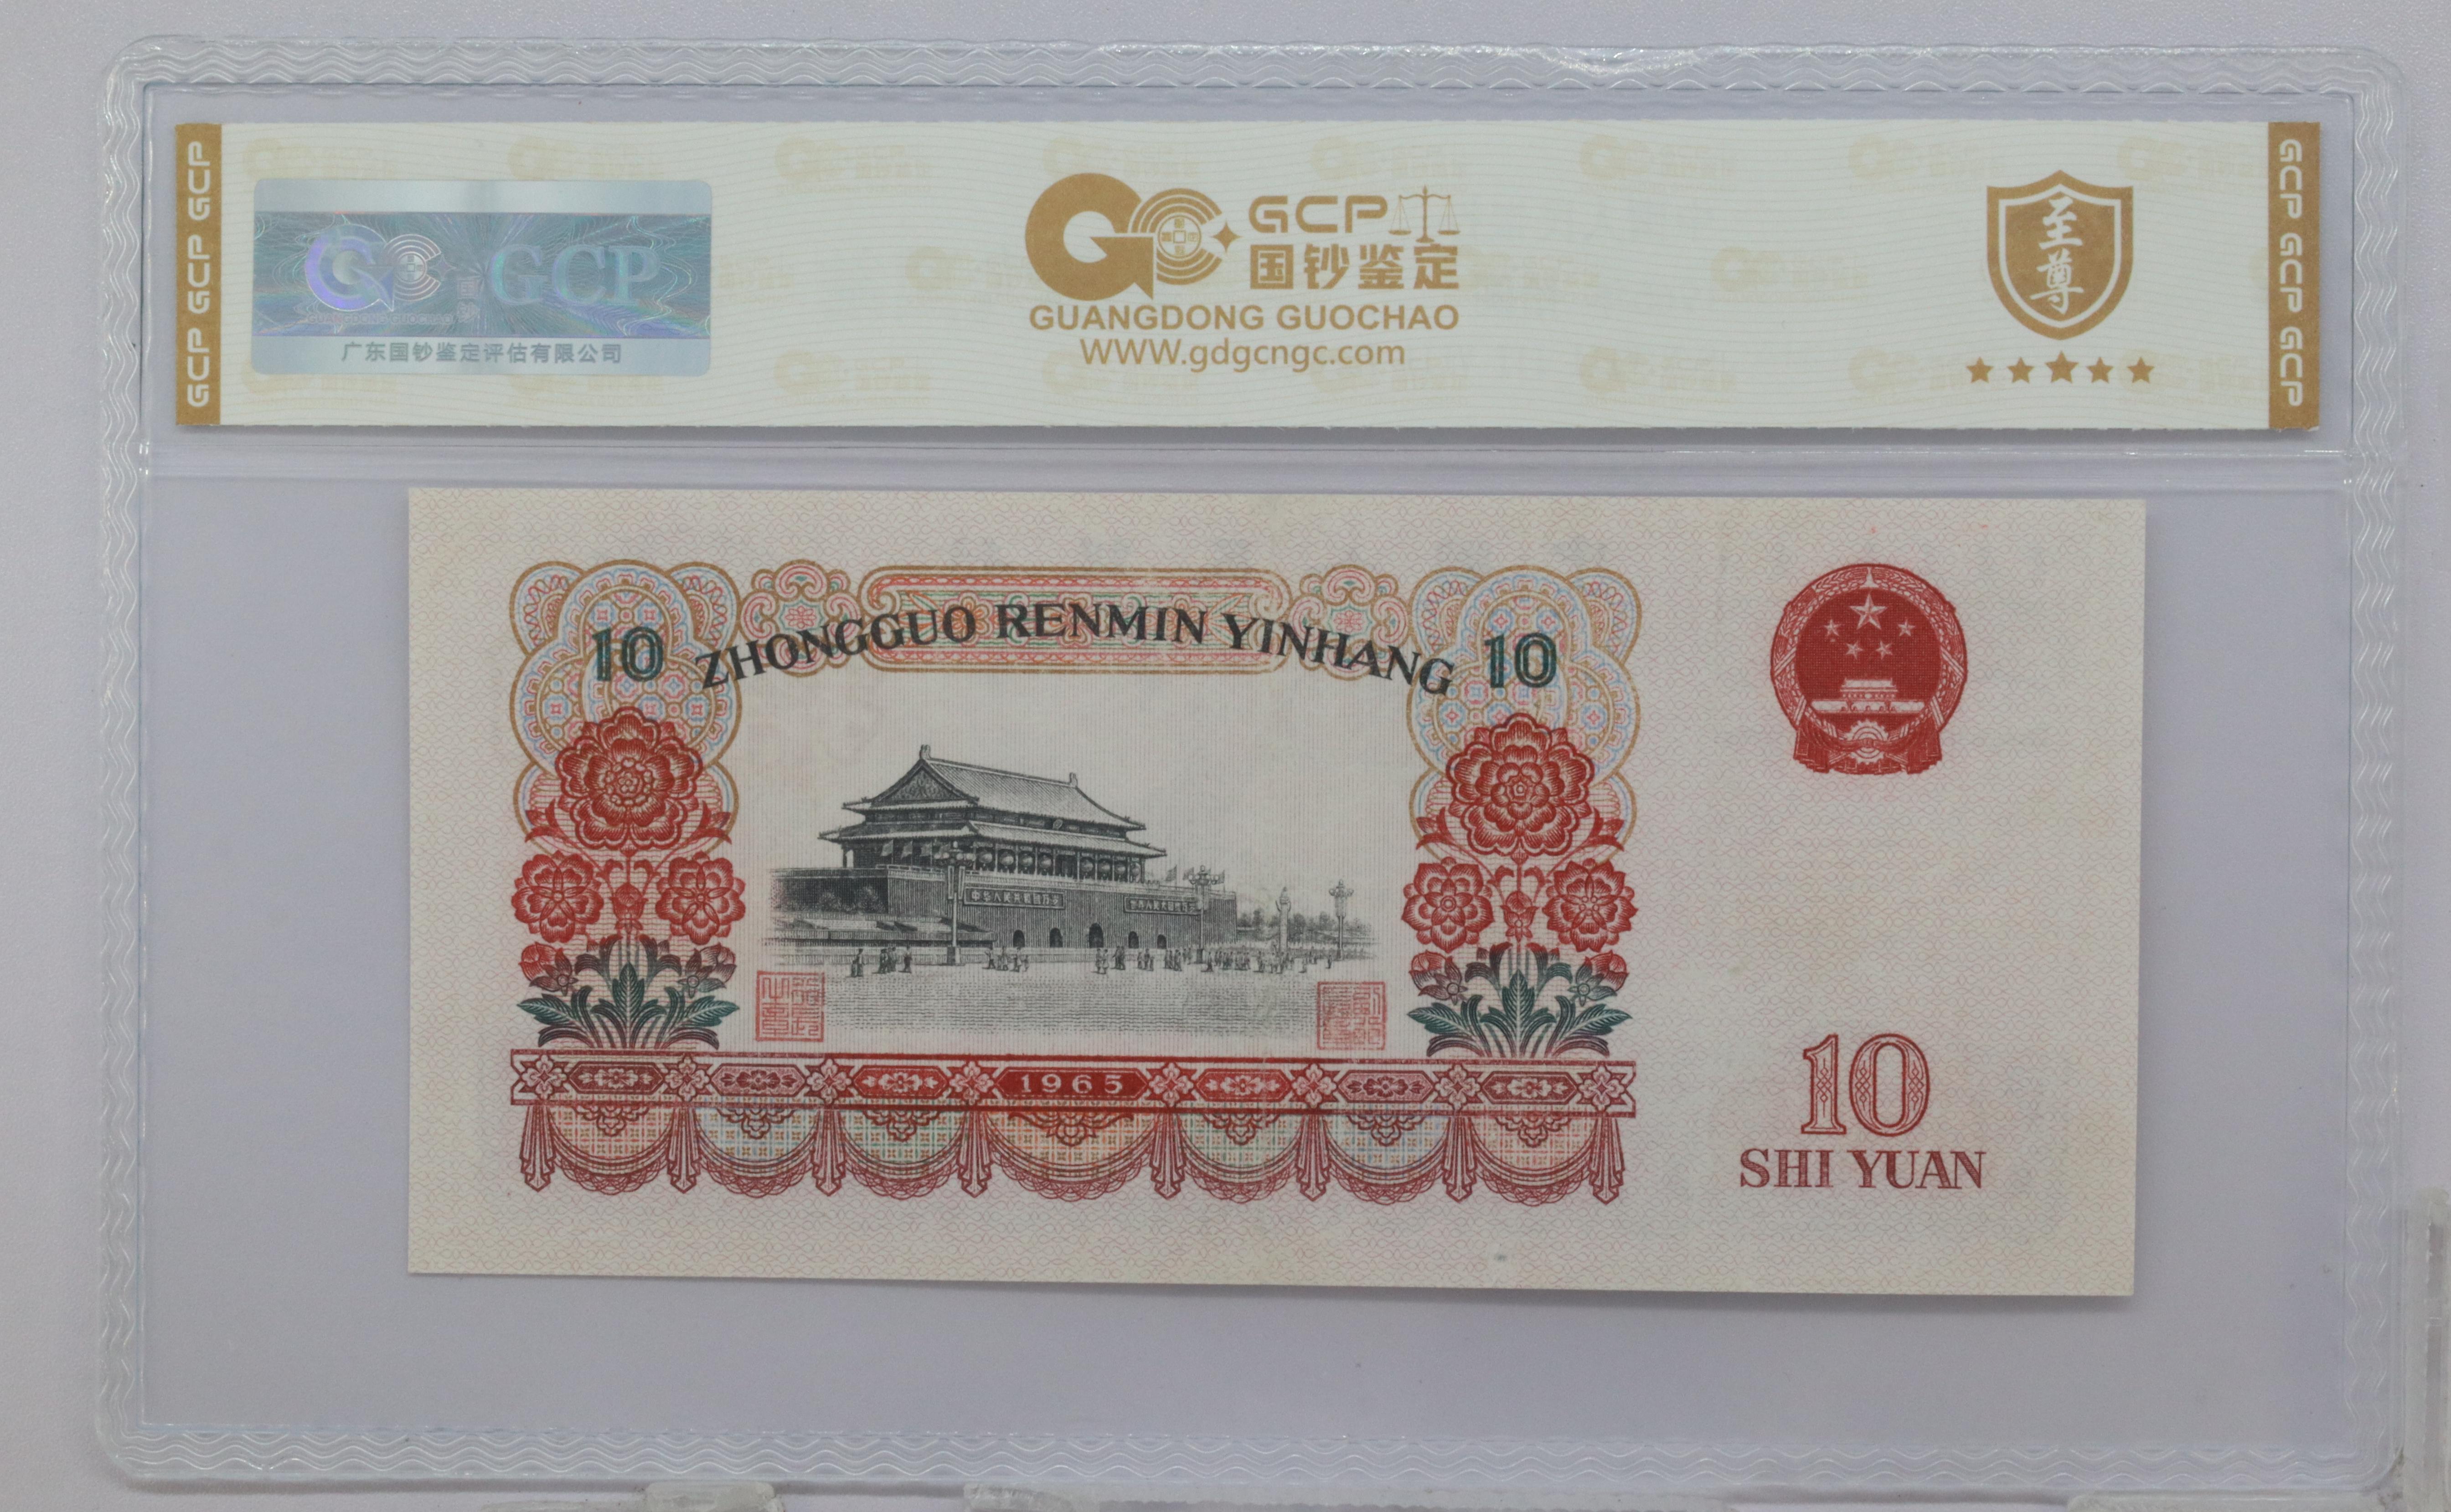 GCP GCP GCP
GCP
广东国钞鉴定评估有限公司
GCP
国钞鉴定
GUANGDONG GUOCHAO
WWW.gdgcngc.com
至尊
GCP GCP GCP
10 ZHONGGUO RENMIN YINHANG 10
1965
10
SHI YUAN